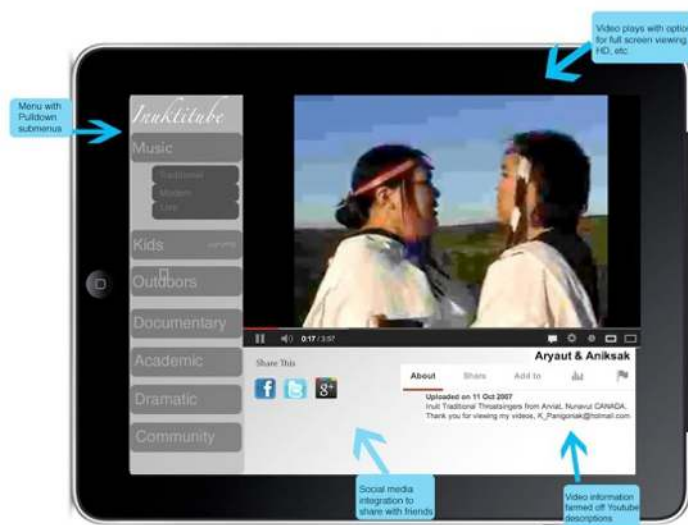 Video plays with option
for full screen viewing
HD, etc
Menu with
Pulldown
submenus
Inuktitube
Music
Traditional
Modern
Live
Kids
Outdoors
Documentary
Academic
Dramatic
Community
0:17 / 3:57
Share This
Aryaut & Aniksak
About Share Add to
Uploaded on 11 Oct 2007
Inuit Traditional Throatsingers from Arviat, Nunavut CANADA.
Thank you for viewing my videos, K_Panigoniak@hotmail.com
Social media
integration to
share with friends
Video information
farmed off Youtube
descriptions